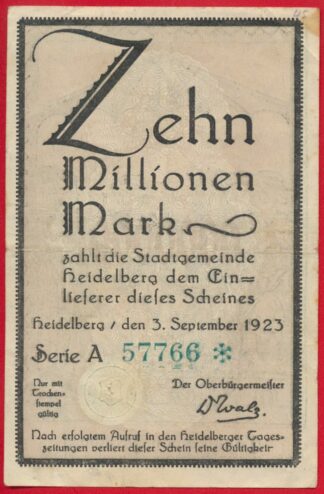 Zehn
Millionen
Mark
zahlt die Stadtgemeinde
Heidelberg dem Ein=
lieferer dieses Scheines
Heidelberg / den 3. September 1923
Serie A 57766 *
Nur mit
Trocken-
stempel
gültig
Der Oberbürgermeister
D Walz.
Nach erfolgtem Aufruf in den Heidelberger Tages-
zeitungen verliert dieser Schein seine Gültigkeit